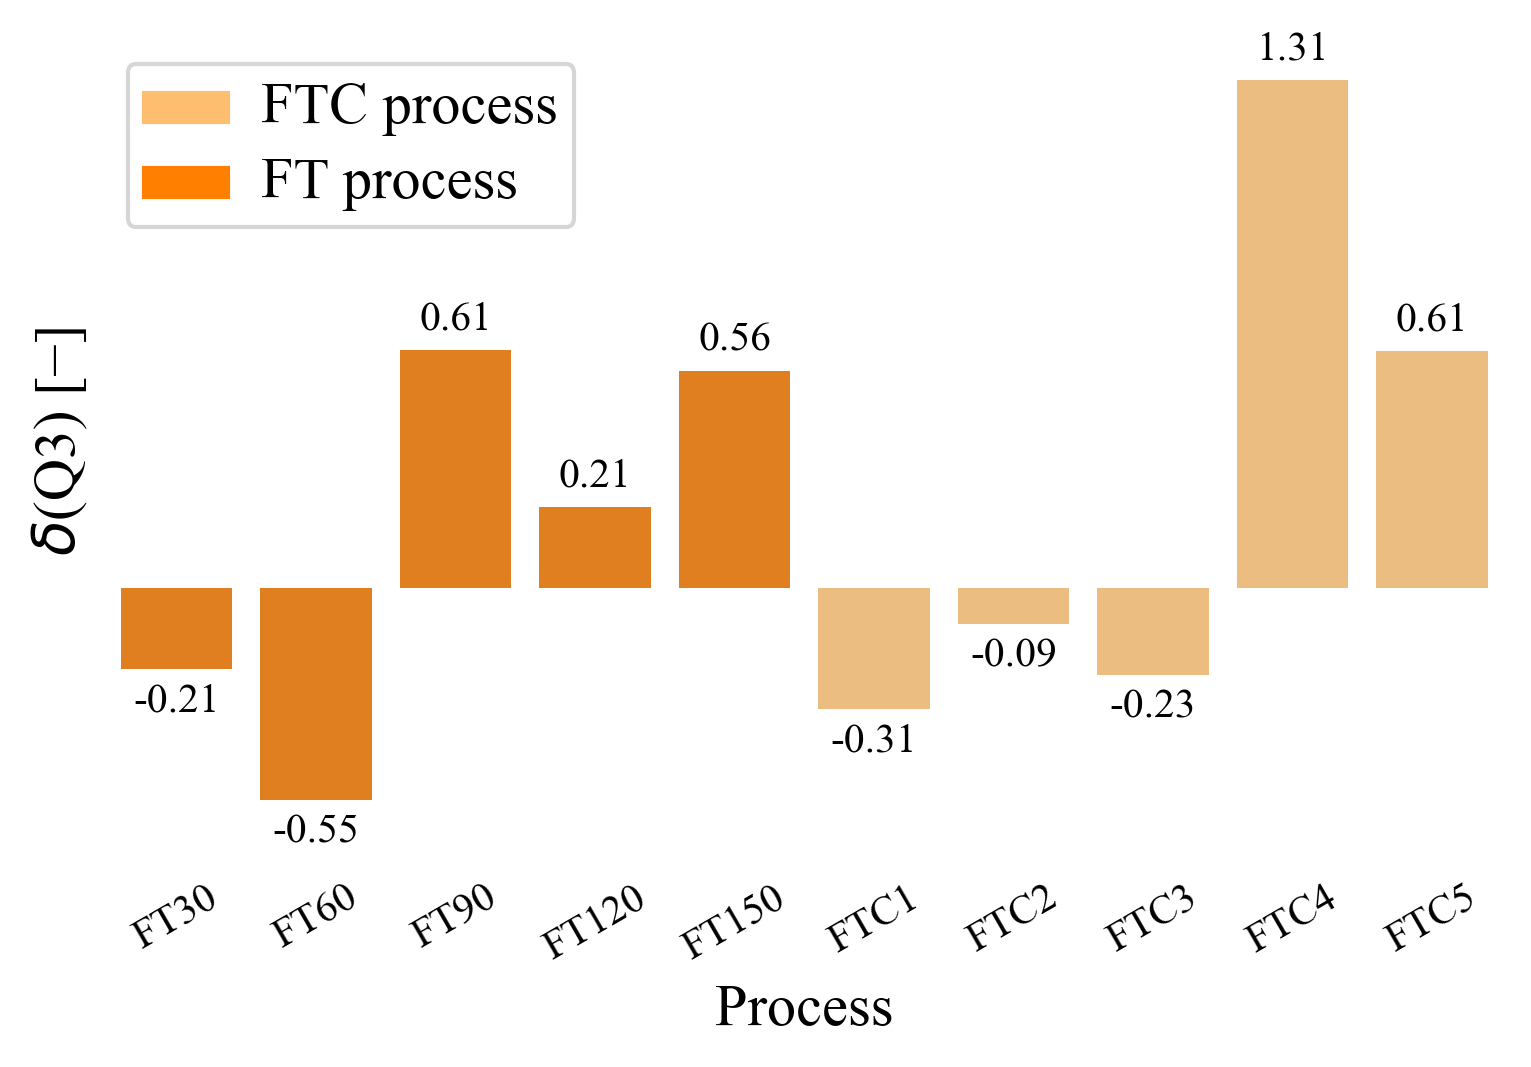 1.31
FTC process
FT process
0.61
0.56
0.61
0.21
δ(Q3) [−]
-0.21
-0.55
-0.31
-0.09
-0.23
FT30
FT60
FT90
FT120
FT150
FTC1
FTC2
FTC3
FTC4
FTC5
Process